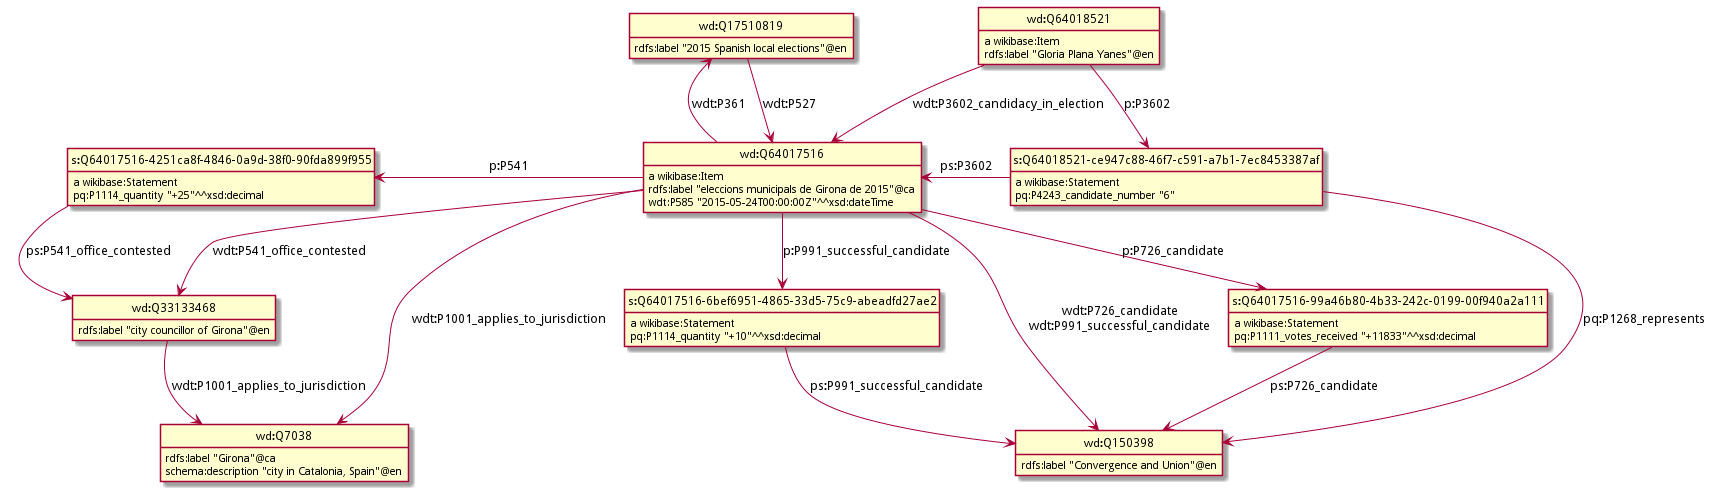 wd:Q17510819
rdfs:label "2015 Spanish local elections"@en
wd:Q64018521
a wikibase:Item
rdfs:label "Gloria Plana Yanes"@en
wdt:P361
wdt:P527
wdt:P3602_candidacy_in_election
p:P3602
s:Q64017516-4251ca8f-4846-0a9d-38f0-90fda899f955
a wikibase:Statement
pq:P1114_quantity "+25"^^xsd:decimal
p:P541
wd:Q64017516
a wikibase:Item
rdfs:label "eleccions municipals de Girona de 2015"@ca
wdt:P585 "2015-05-24T00:00:00Z"^^xsd:dateTime
ps:P3602
s:Q64018521-ce947c88-46f7-c591-a7b1-7ec8453387af
a wikibase:Statement
pq:P4243_candidate_number "6"
ps:P541_office_contested
wdt:P541_office_contested
p:P991_successful_candidate
p:P726_candidate
wd:Q33133468
rdfs:label "city councillor of Girona"@en
wdt:P1001_applies_to_jurisdiction
s:Q64017516-6bef6951-4865-33d5-75c9-abeadfd27ae2
a wikibase:Statement
pq:P1114_quantity "+10"^^xsd:decimal
wdt:P726_candidate
wdt:P991_successful_candidate
s:Q64017516-99a46b80-4b33-242c-0199-00f940a2a111
a wikibase:Statement
pq:P1111_votes_received "+11833"^^xsd:decimal
pq:P1268_represents
wdt:P1001_applies_to_jurisdiction
ps:P991_successful_candidate
ps:P726_candidate
wd:Q7038
rdfs:label "Girona"@ca
schema:description "city in Catalonia, Spain"@en
wd:Q150398
rdfs:label "Convergence and Union"@en